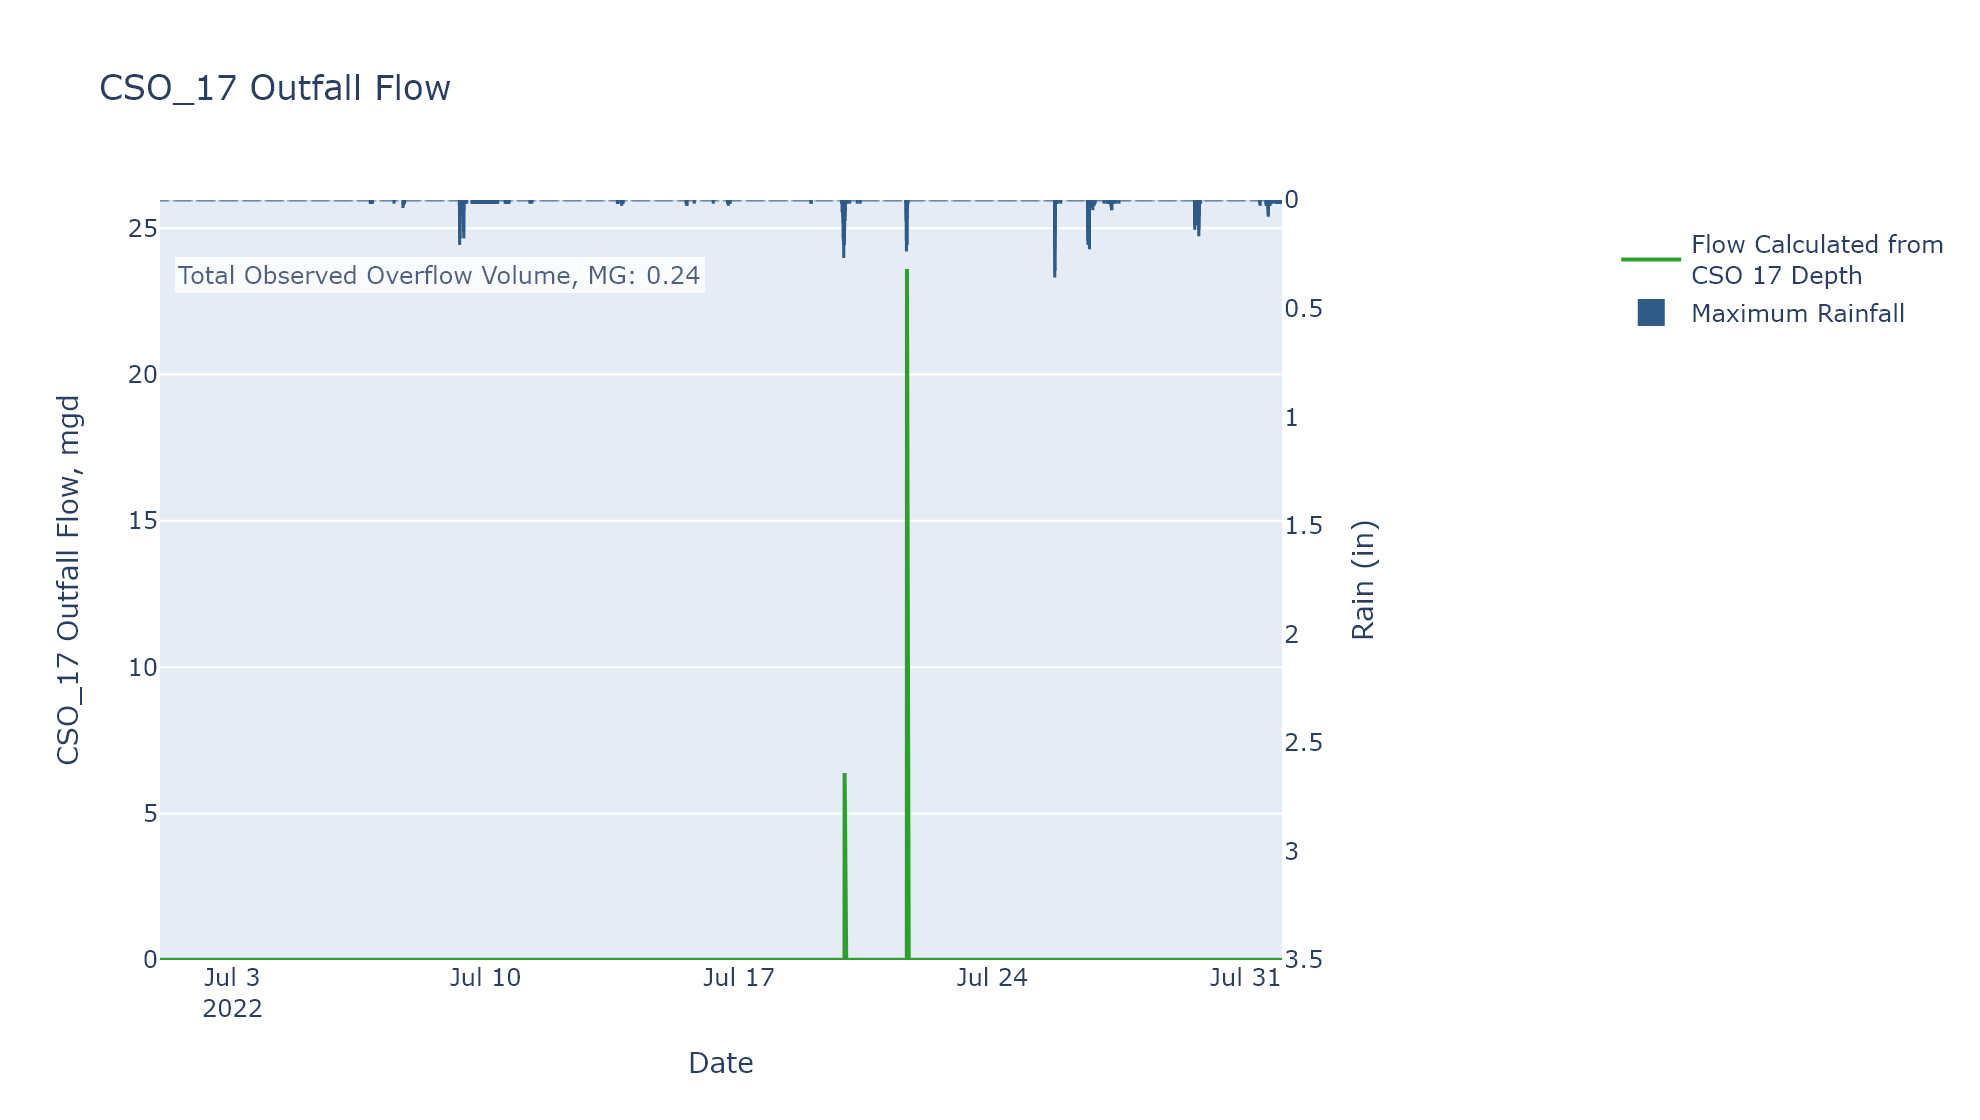 CSO_17 Outfall Flow
Total Observed Overflow Volume, MG: 0.24
Flow Calculated from
CSO 17 Depth
Maximum Rainfall
CSO_17 Outfall Flow, mgd
25
20
15
10
5
0
0
0.5
1
1.5
2
2.5
3
3.5
Rain (in)
Jul 3
2022
Jul 10
Jul 17
Jul 24
Jul 31
Date